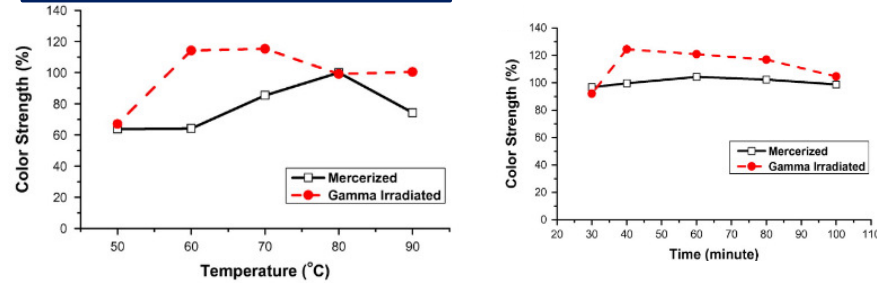 140
120
100
80
60
40
20
0
Color Strength (%)
50 60 70 80 90
Temperature (°C)
Mercerized
Gamma Irradiated
140
120
100
80
60
40
20
0
Color Strength (%)
20 30 40 50 60 70 80 90 100 110
Time (minute)
Mercerized
Gamma Irradiated